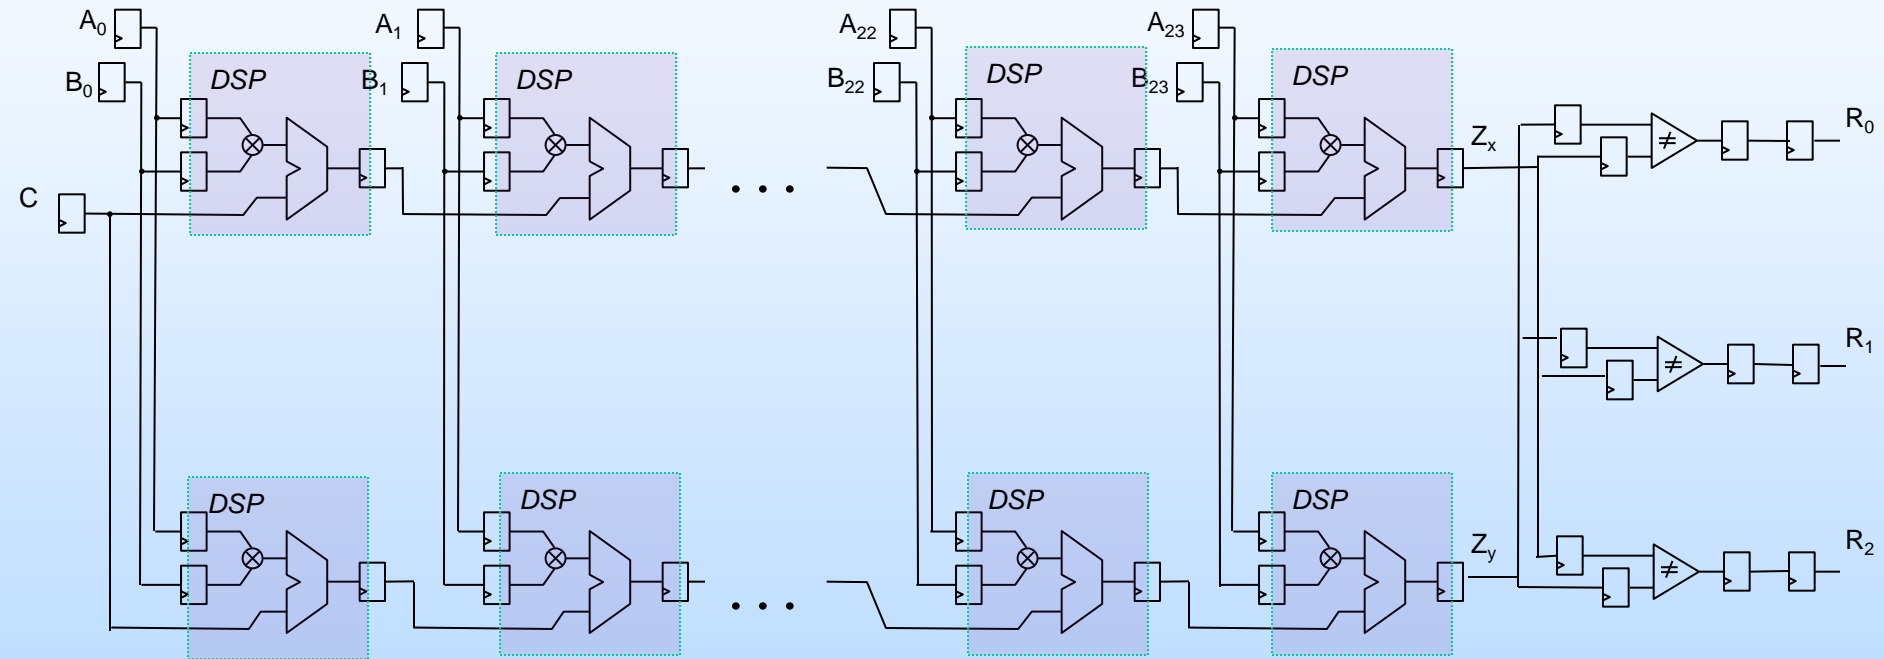 A₀
A₁
A₂₂
A₂₃
B₀
DSP
B₁
DSP
B₂₂
DSP
B₂₃
DSP
Zₓ
≠
R₀
C
• • •
≠
R₁
DSP
DSP
DSP
DSP
Z_y
≠
R₂
• • •